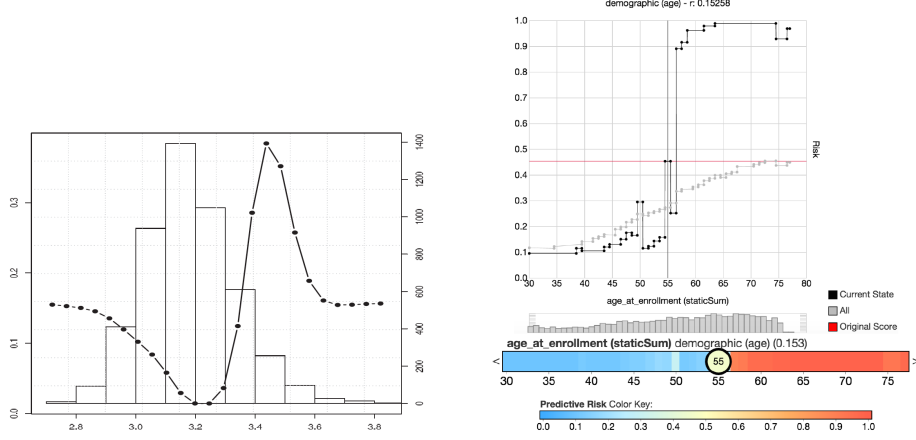 demographic (age) - r: 0.15258
1.0
0.9
0.8
0.7
0.6
0.5
0.4
0.3
0.2
0.1
0.0
Risk
30 35 40 45 50 55 60 65 70 75 80
age_at_enrollment (staticSum)
Current State
All
Original Score
age_at_enrollment (staticSum) demographic (age) (0.153)
< 55 >
30 35 40 45 50 55 60 65 70 75
Predictive Risk Color Key:
0.0 0.1 0.2 0.3 0.4 0.5 0.6 0.7 0.8 0.9 1.0
0.3
0.2
0.1
0.0
1400
1200
1000
800
600
400
200
0
2.8 3.0 3.2 3.4 3.6 3.8